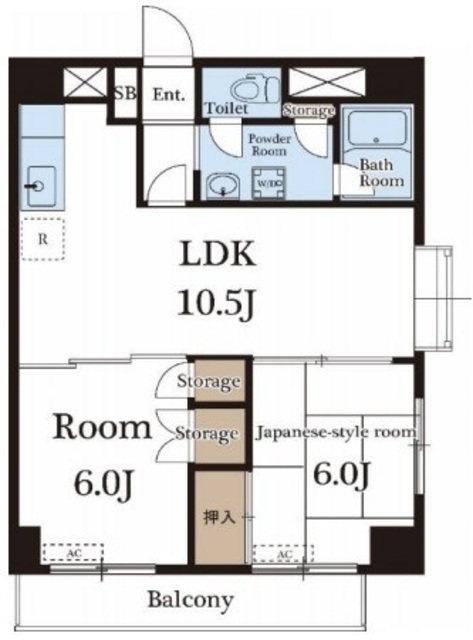 SB
Ent.
Toilet
Storage
Powder
Room
W/D
Bath
Room
R
LDK
10.5J
Storage
Room
6.0J
Storage
Japanese-style room
6.0J
押入
AC
AC
Balcony